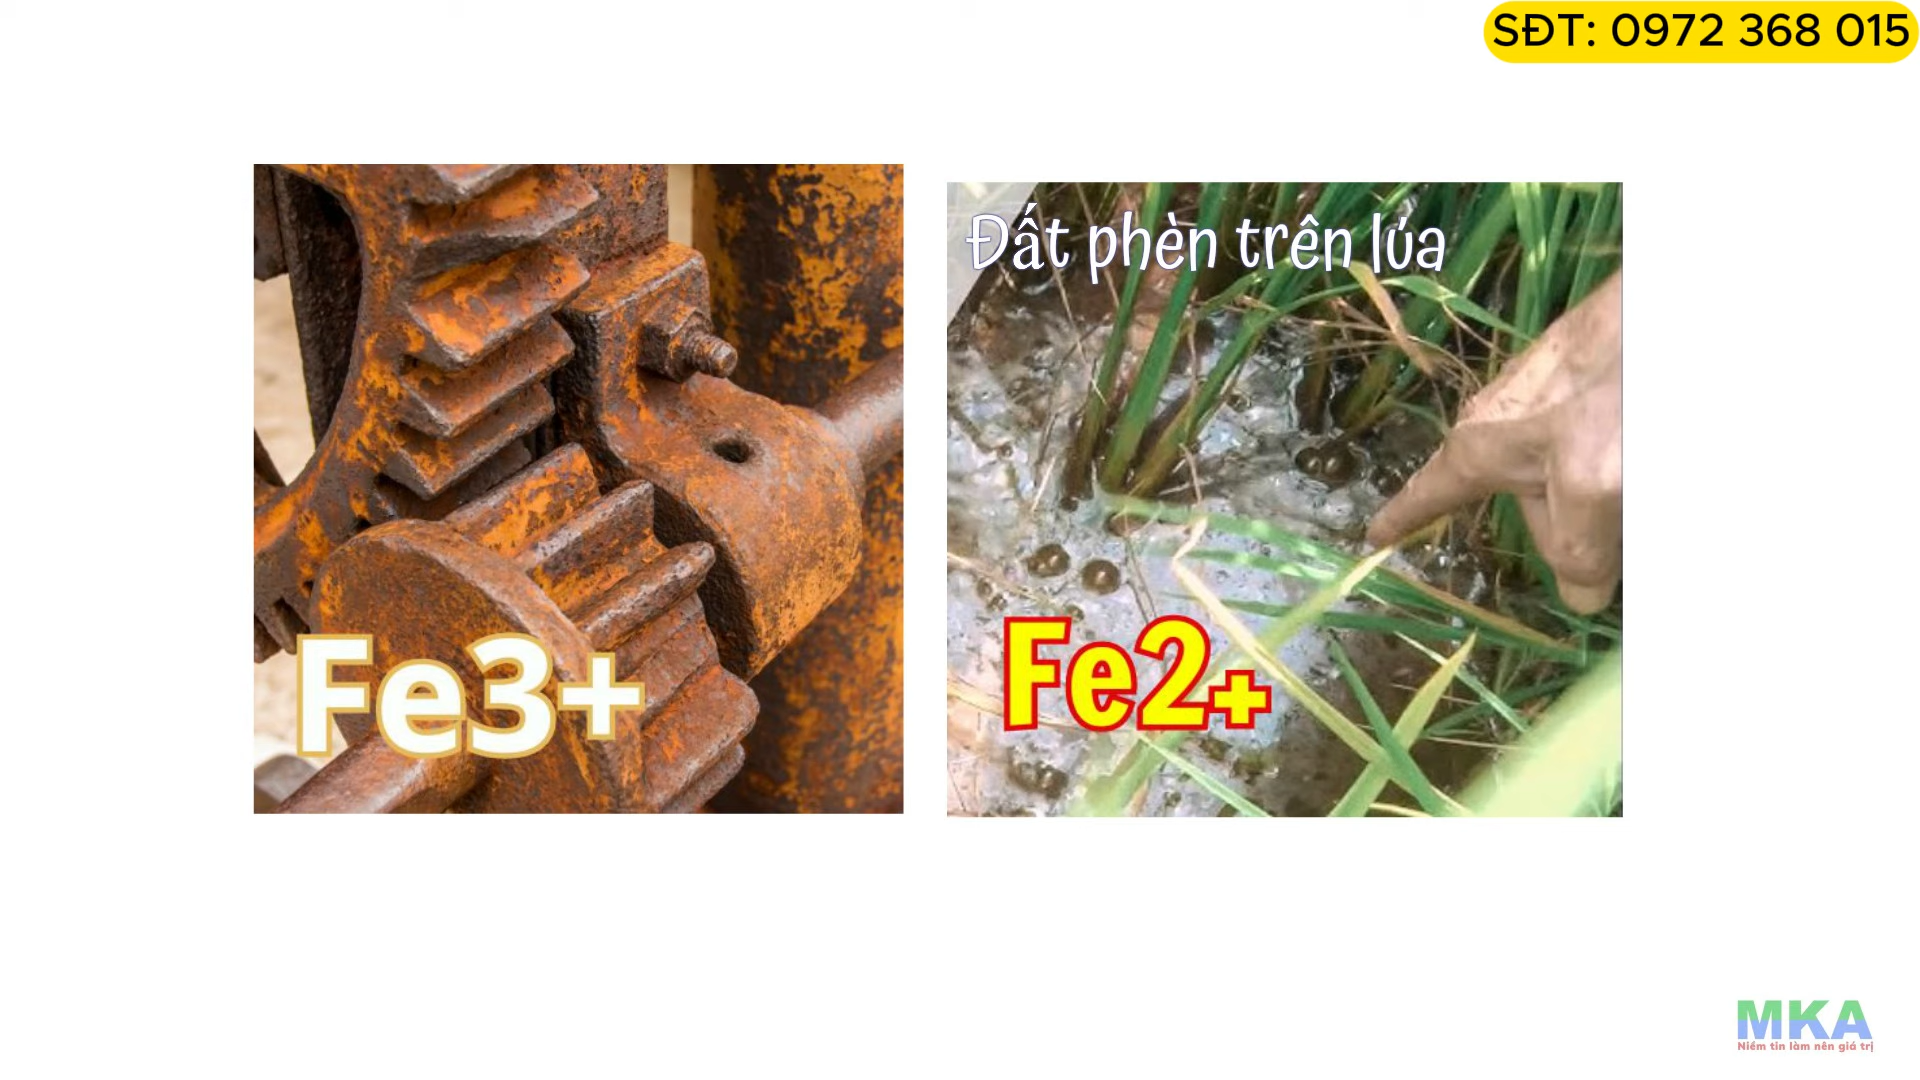 SĐT: 0972 368 015
Đất phèn trên lúa
Fe3+
Fe2+
MKA
Niềm tin làm nên giá trị